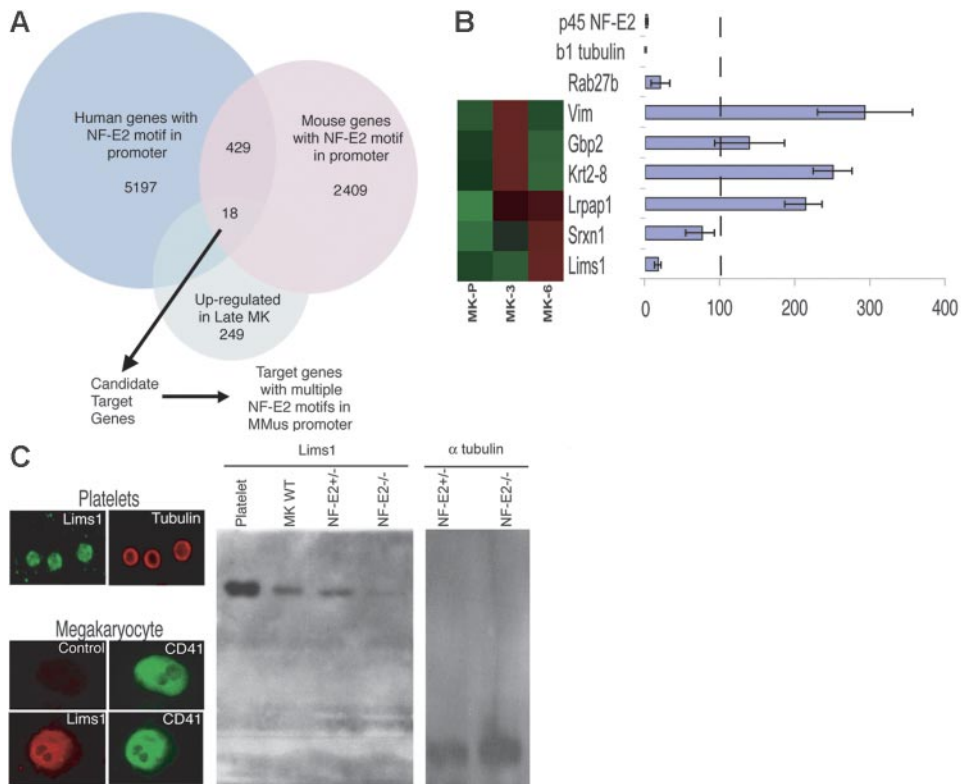 A
Human genes with
NF-E2 motif in
promoter
5197
429
Mouse genes
with NF-E2 motif
in promoter
2409
18
Up-regulated
in Late MK
249
Candidate
Target
Genes
Target genes
with multiple
NF-E2 motifs in
MMus promoter
B
p45 NF-E2
b1 tubulin
Rab27b
Vim
Gbp2
Krt2-8
Lrpap1
Srxn1
Lims1
MK-P
MK-3
MK-6
0
100
200
300
400
C
Platelets
Lims1
Tubulin
Megakaryocyte
Control
CD41
Lims1
CD41
Lims1
Platelet
MK WT
NF-E2+/-
NF-E2-/-
α tubulin
NF-E2+/-
NF-E2-/-